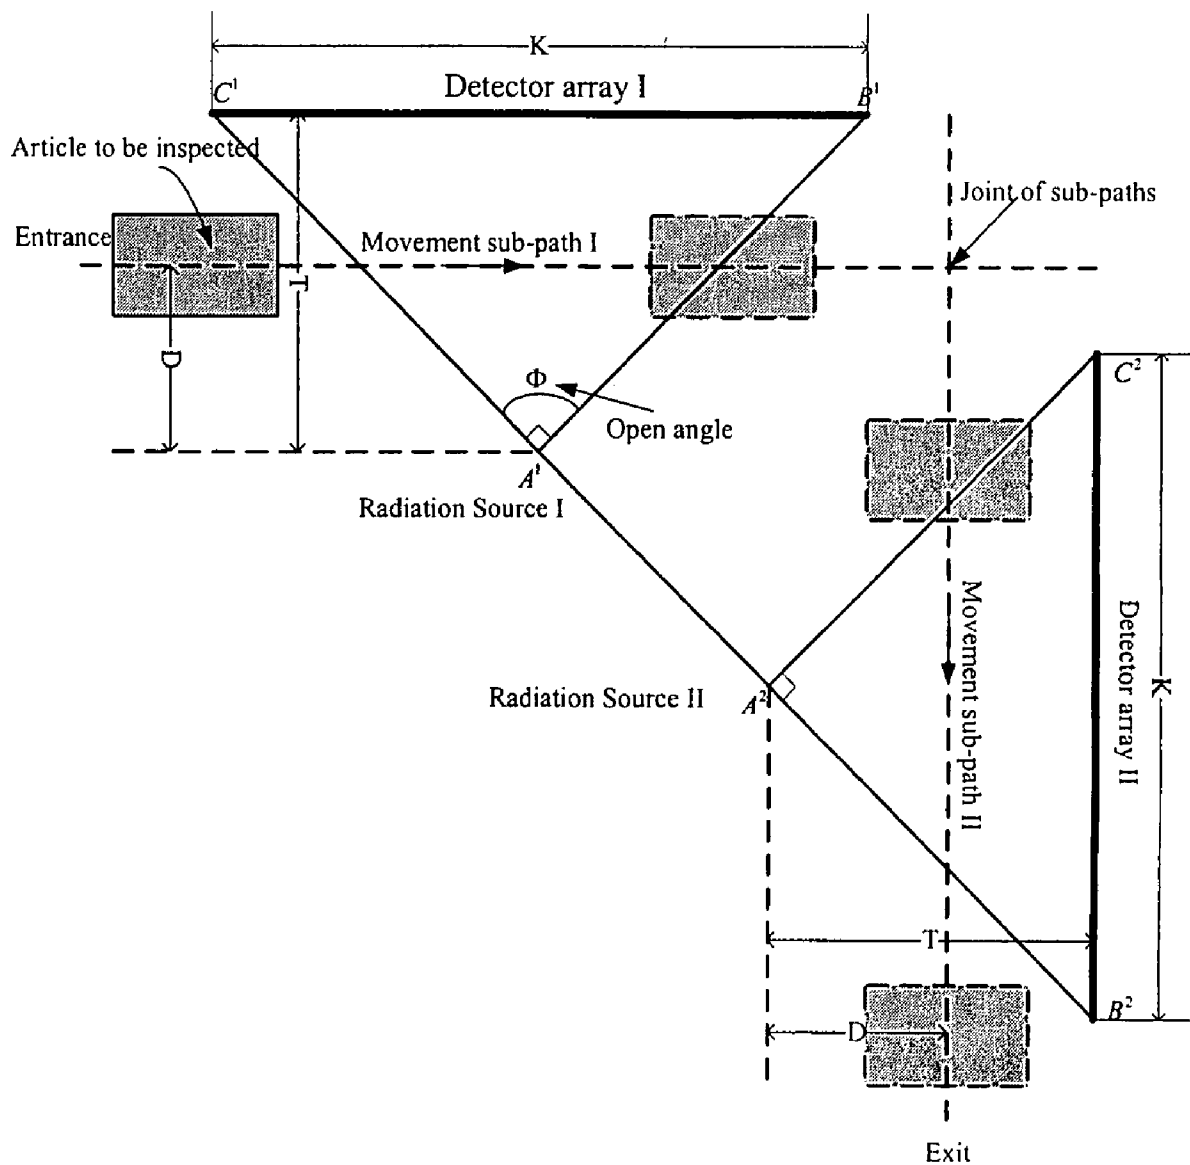 K
C¹
Detector array I
B¹
Article to be inspected
Joint of sub-paths
Entrance
Movement sub-path I
T
D
Φ
C²
Open angle
A¹
Radiation Source I
Movement sub-path II
Detector array II
K
Radiation Source II
A²
T
B²
D
Exit